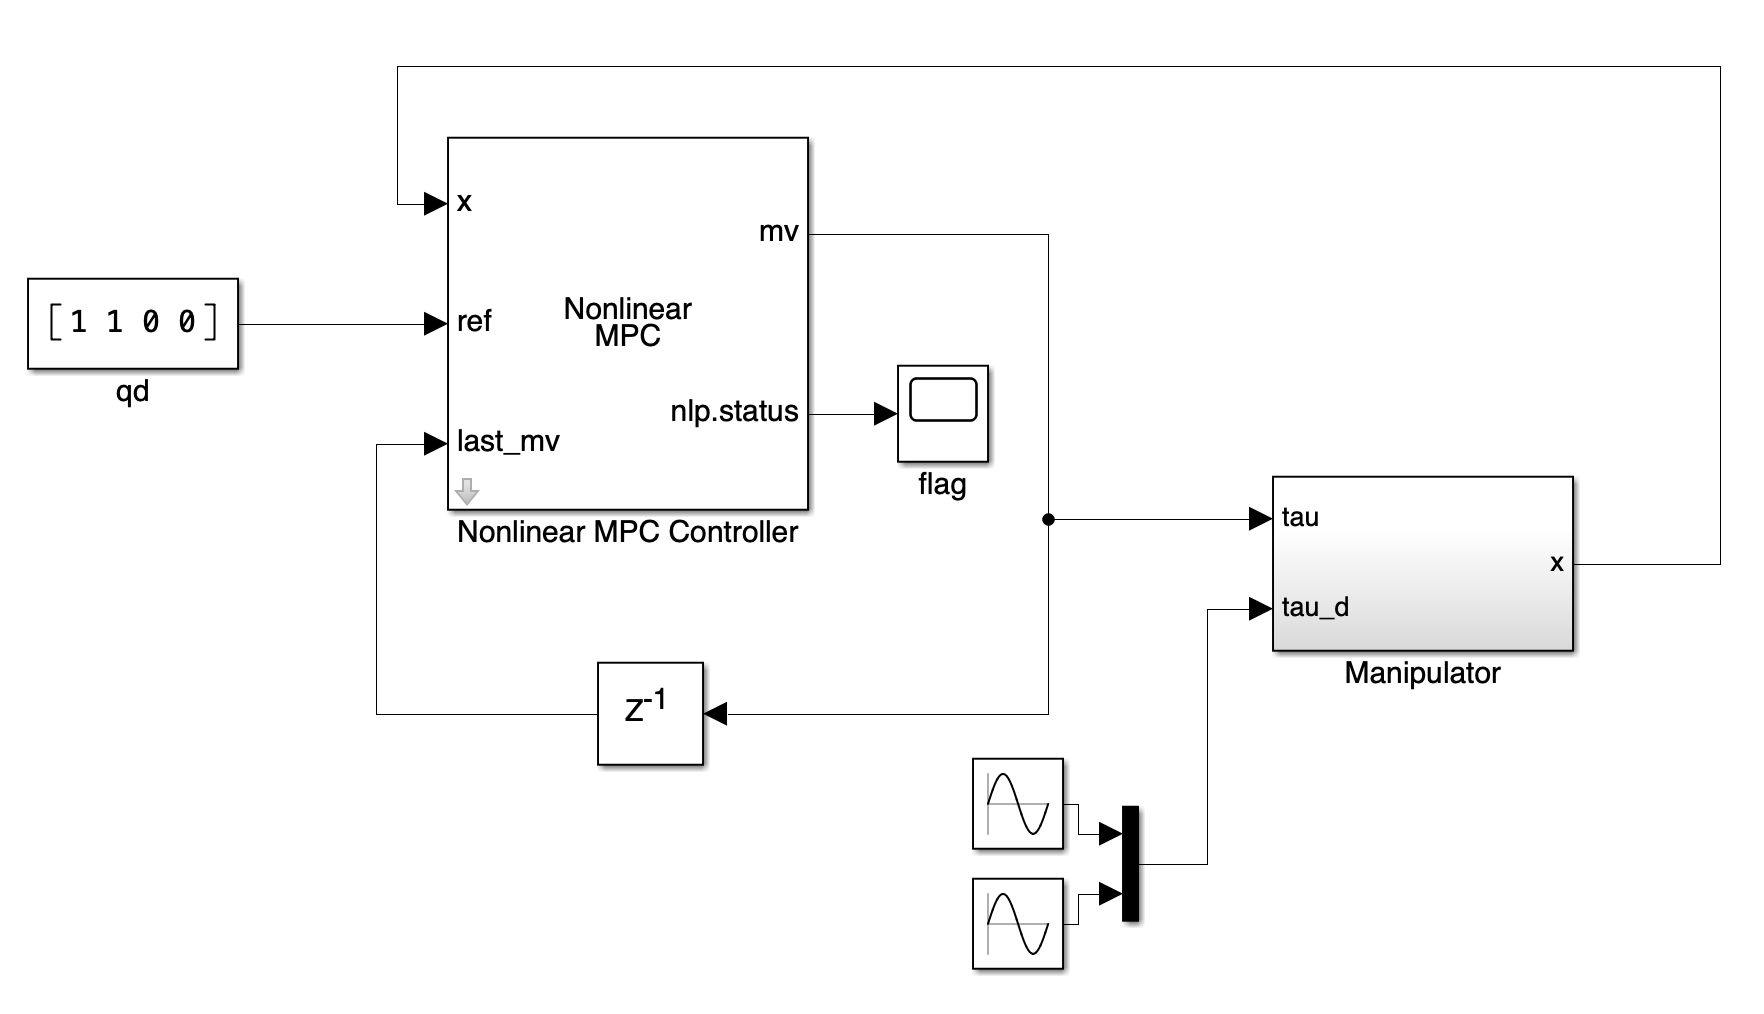 x
mv
[1 1 0 0]
qd
ref
Nonlinear
MPC
nlp.status
last_mv
flag
Nonlinear MPC Controller
tau
x
tau_d
Manipulator
Z-1